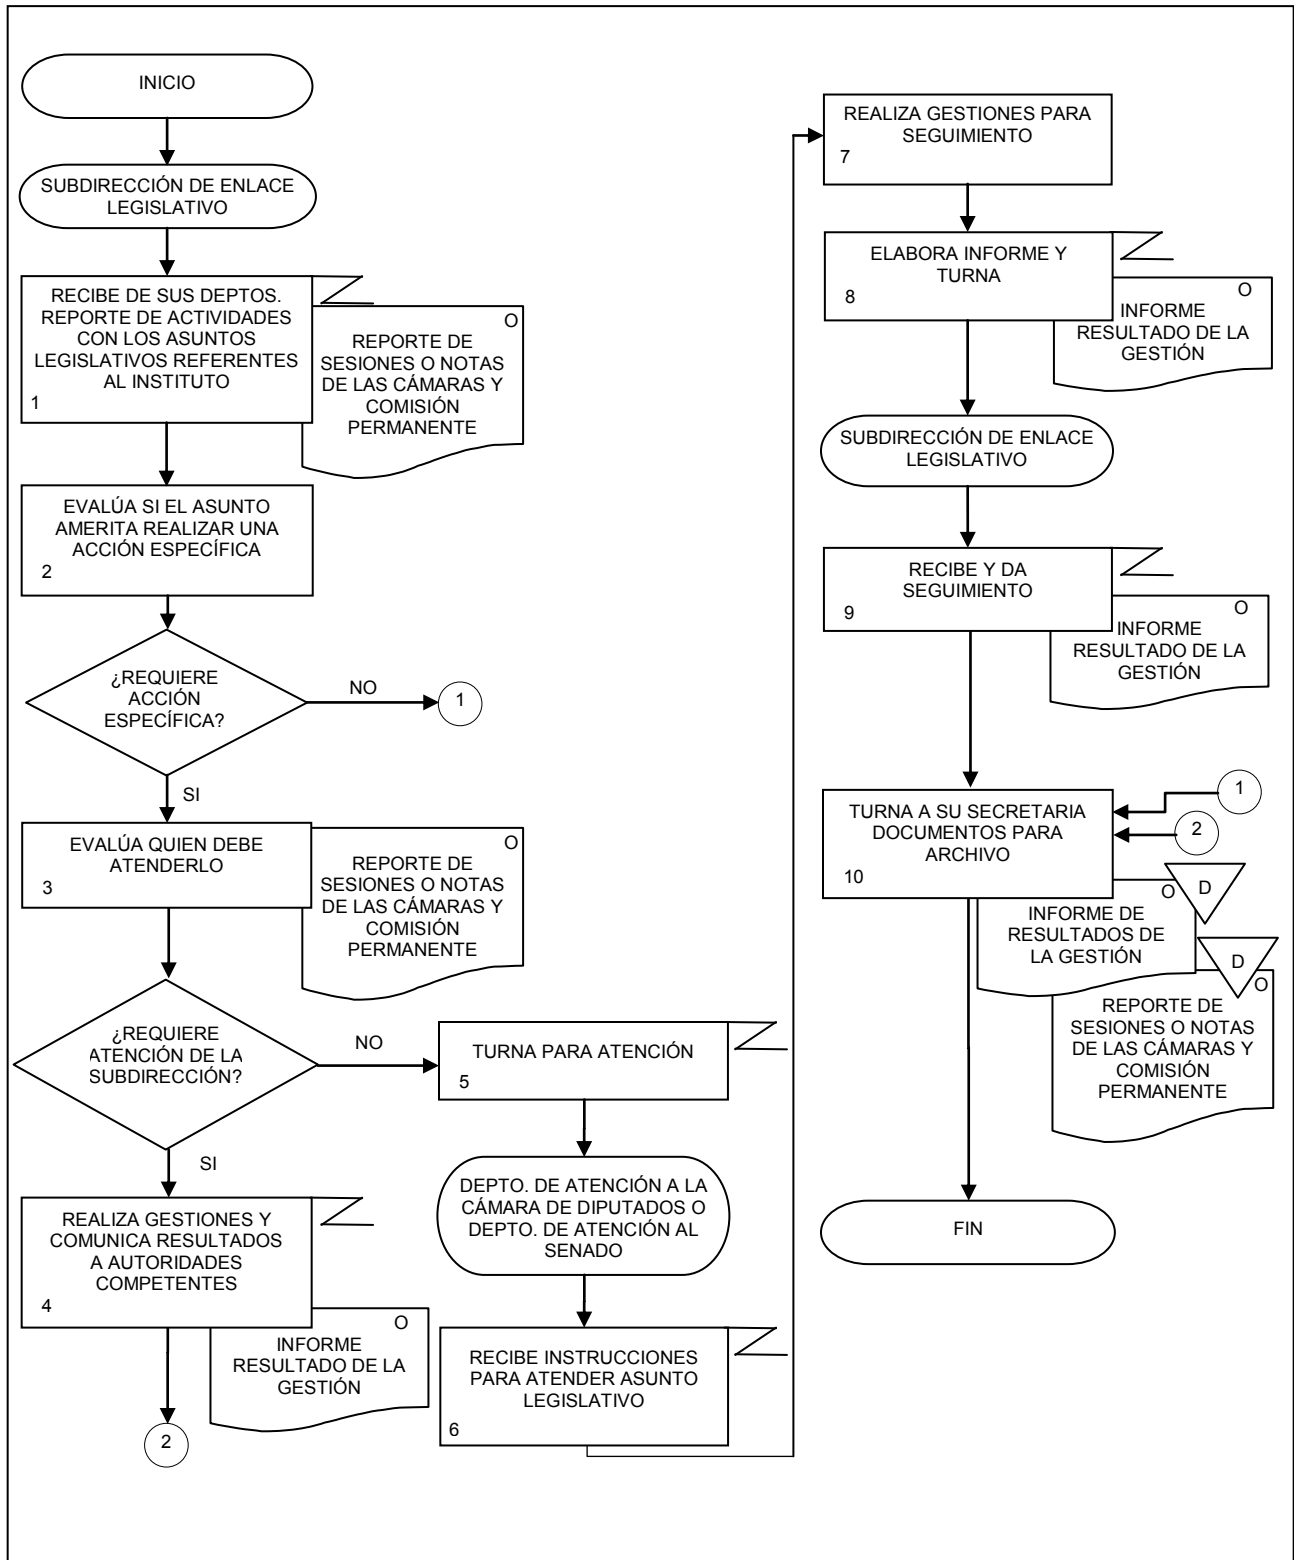 INICIO
SUBDIRECCIÓN DE ENLACE
LEGISLATIVO
RECIBE DE SUS DEPTOS.
REPORTE DE ACTIVIDADES
CON LOS ASUNTOS
LEGISLATIVOS REFERENTES
AL INSTITUTO
1
O
REPORTE DE
SESIONES O NOTAS
DE LAS CÁMARAS Y
COMISIÓN
PERMANENTE
EVALÚA SI EL ASUNTO
AMERITA REALIZAR UNA
ACCIÓN ESPECÍFICA
2
¿REQUIERE
ACCIÓN
ESPECÍFICA?
NO
1
SI
EVALÚA QUIEN DEBE
ATENDERLO
3
O
REPORTE DE
SESIONES O NOTAS
DE LAS CÁMARAS Y
COMISIÓN
PERMANENTE
¿REQUIERE
ATENCIÓN DE LA
SUBDIRECCIÓN?
NO
SI
REALIZA GESTIONES Y
COMUNICA RESULTADOS
A AUTORIDADES
COMPETENTES
4
O
INFORME
RESULTADO DE LA
GESTIÓN
2
TURNA PARA ATENCIÓN
5
DEPTO. DE ATENCIÓN A LA
CÁMARA DE DIPUTADOS O
DEPTO. DE ATENCIÓN AL
SENADO
RECIBE INSTRUCCIONES
PARA ATENDER ASUNTO
LEGISLATIVO
6
REALIZA GESTIONES PARA
SEGUIMIENTO
7
ELABORA INFORME Y
TURNA
8
O
INFORME
RESULTADO DE LA
GESTIÓN
SUBDIRECCIÓN DE ENLACE
LEGISLATIVO
RECIBE Y DA
SEGUIMIENTO
9
O
INFORME
RESULTADO DE LA
GESTIÓN
1
2
TURNA A SU SECRETARIA
DOCUMENTOS PARA
ARCHIVO
10
O
D
INFORME DE
RESULTADOS DE
LA GESTIÓN
D
O
REPORTE DE
SESIONES O NOTAS
DE LAS CÁMARAS Y
COMISIÓN
PERMANENTE
FIN